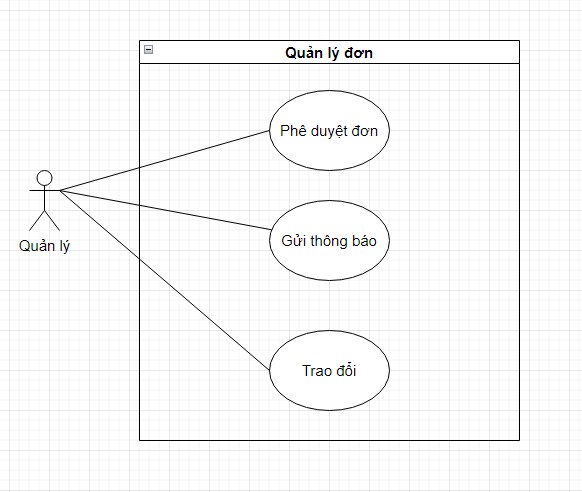 Quản lý đơn
Phê duyệt đơn
Quản lý
Gửi thông báo
Trao đổi